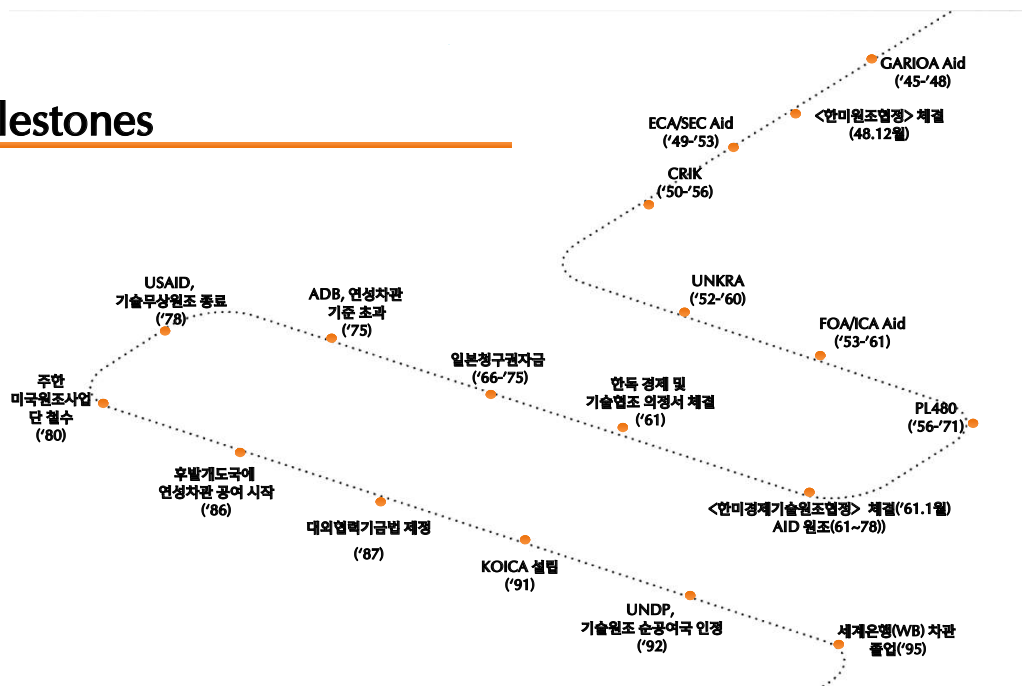 lestones
GARIOA Aid
(‘45-‘48)
<한미원조협정> 체결
(48.12월)
ECA/SEC Aid
(‘49-’53)
CRIK
(‘50-’56)
UNKRA
(‘52-’60)
FOA/ICA Aid
(‘53-’61)
PL480
(‘56-’71)
<한미경제기술원조협정> 체결(‘61.1월)
AID 원조(61~78))
한독 경제 및
기술협조 의정서 체결
(‘61)
일본청구권자금
(‘66-’75)
ADB, 연성차관
기준 초과
(‘75)
USAID,
기술무상원조 종료
(‘78)
주한
미국원조사업
단 철수
(‘80)
후발개도국에
연성차관 공여 시작
(‘86)
대외협력기금법 제정
(‘87)
KOICA 설립
(‘91)
UNDP,
기술원조 순공여국 인정
(‘92)
세계은행(WB) 차관
졸업(‘95)